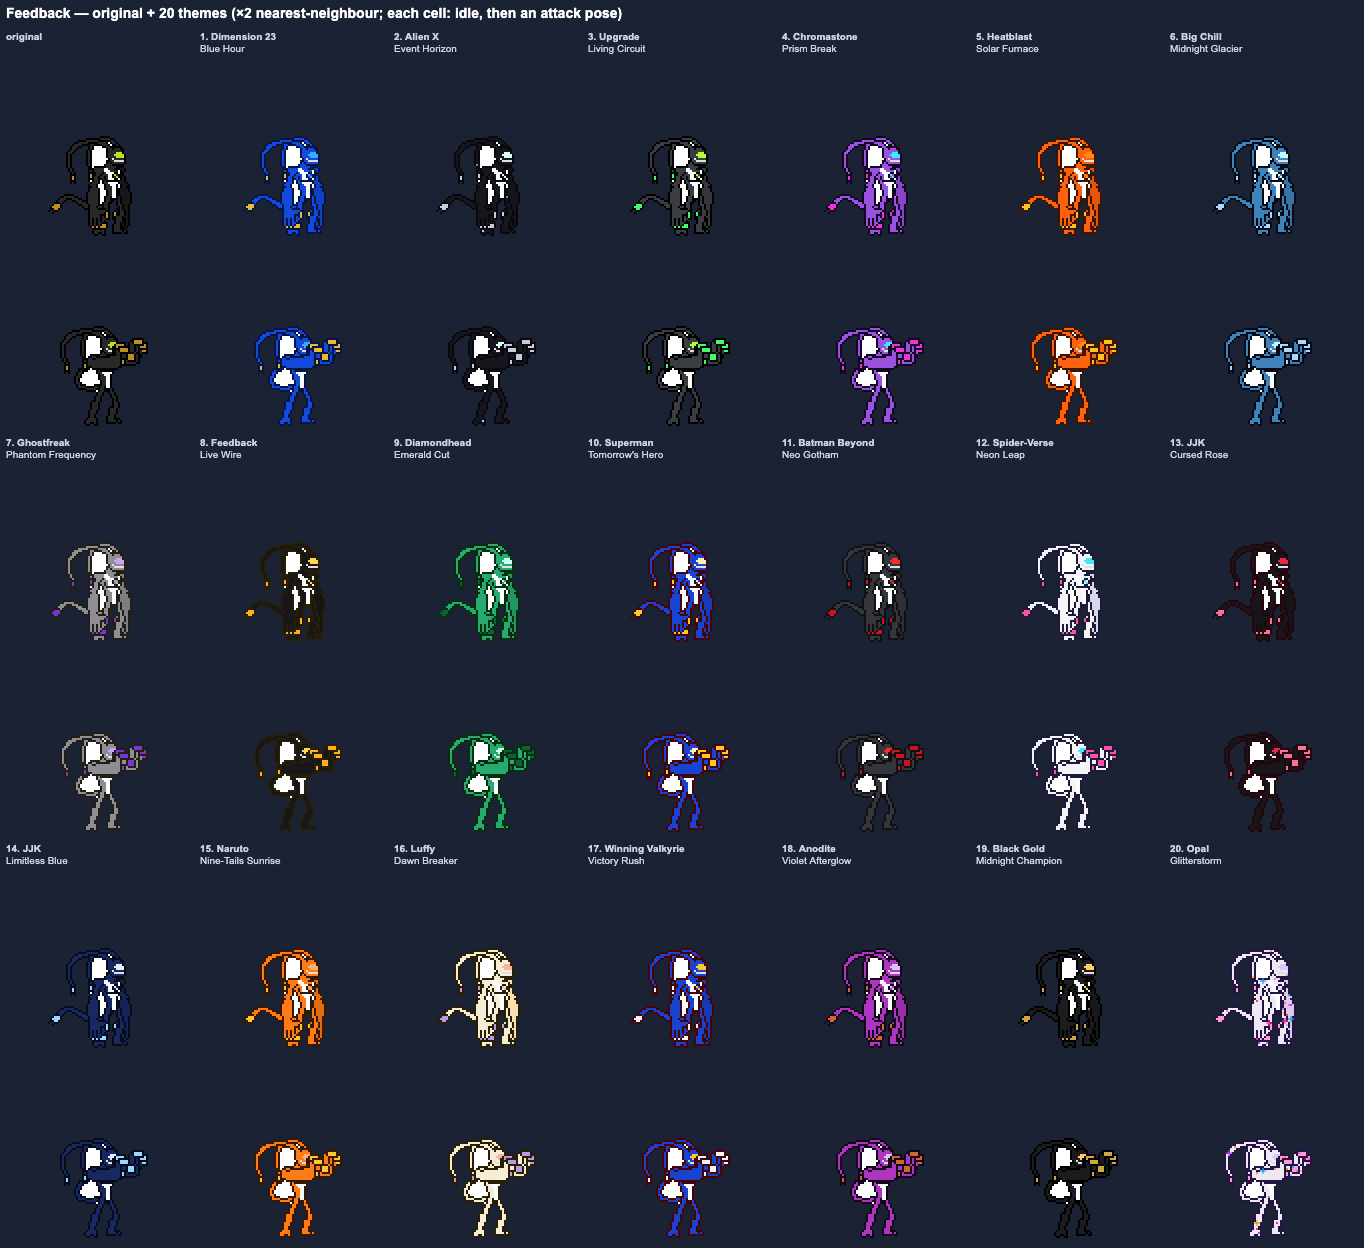 Feedback — original + 20 themes (×2 nearest-neighbour; each cell: idle, then an attack pose)
original
1. Dimension 23
Blue Hour
2. Alien X
Event Horizon
3. Upgrade
Living Circuit
4. Chromastone
Prism Break
5. Heatblast
Solar Furnace
6. Big Chill
Midnight Glacier
7. Ghostfreak
Phantom Frequency
8. Feedback
Live Wire
9. Diamondhead
Emerald Cut
10. Superman
Tomorrow's Hero
11. Batman Beyond
Neo Gotham
12. Spider-Verse
Neon Leap
13. JJK
Cursed Rose
14. JJK
Limitless Blue
15. Naruto
Nine-Tails Sunrise
16. Luffy
Dawn Breaker
17. Winning Valkyrie
Victory Rush
18. Anodite
Violet Afterglow
19. Black Gold
Midnight Champion
20. Opal
Glitterstorm